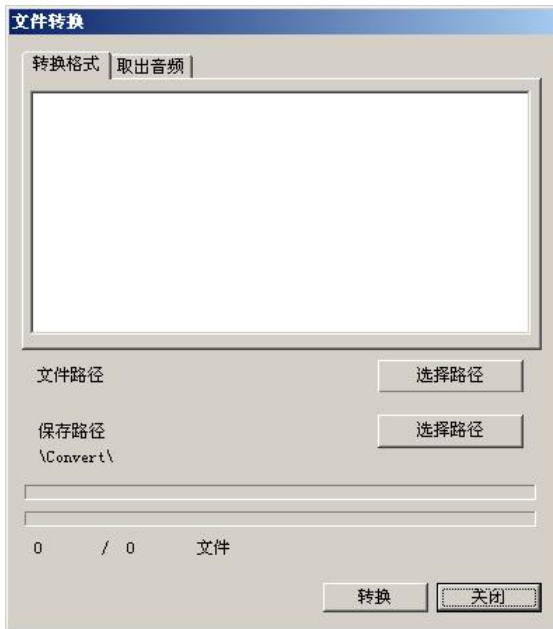 文件转换
转换格式 取出音频
文件路径 选择路径
保存路径 选择路径
\Convert\
0 / 0 文件
转换 关闭